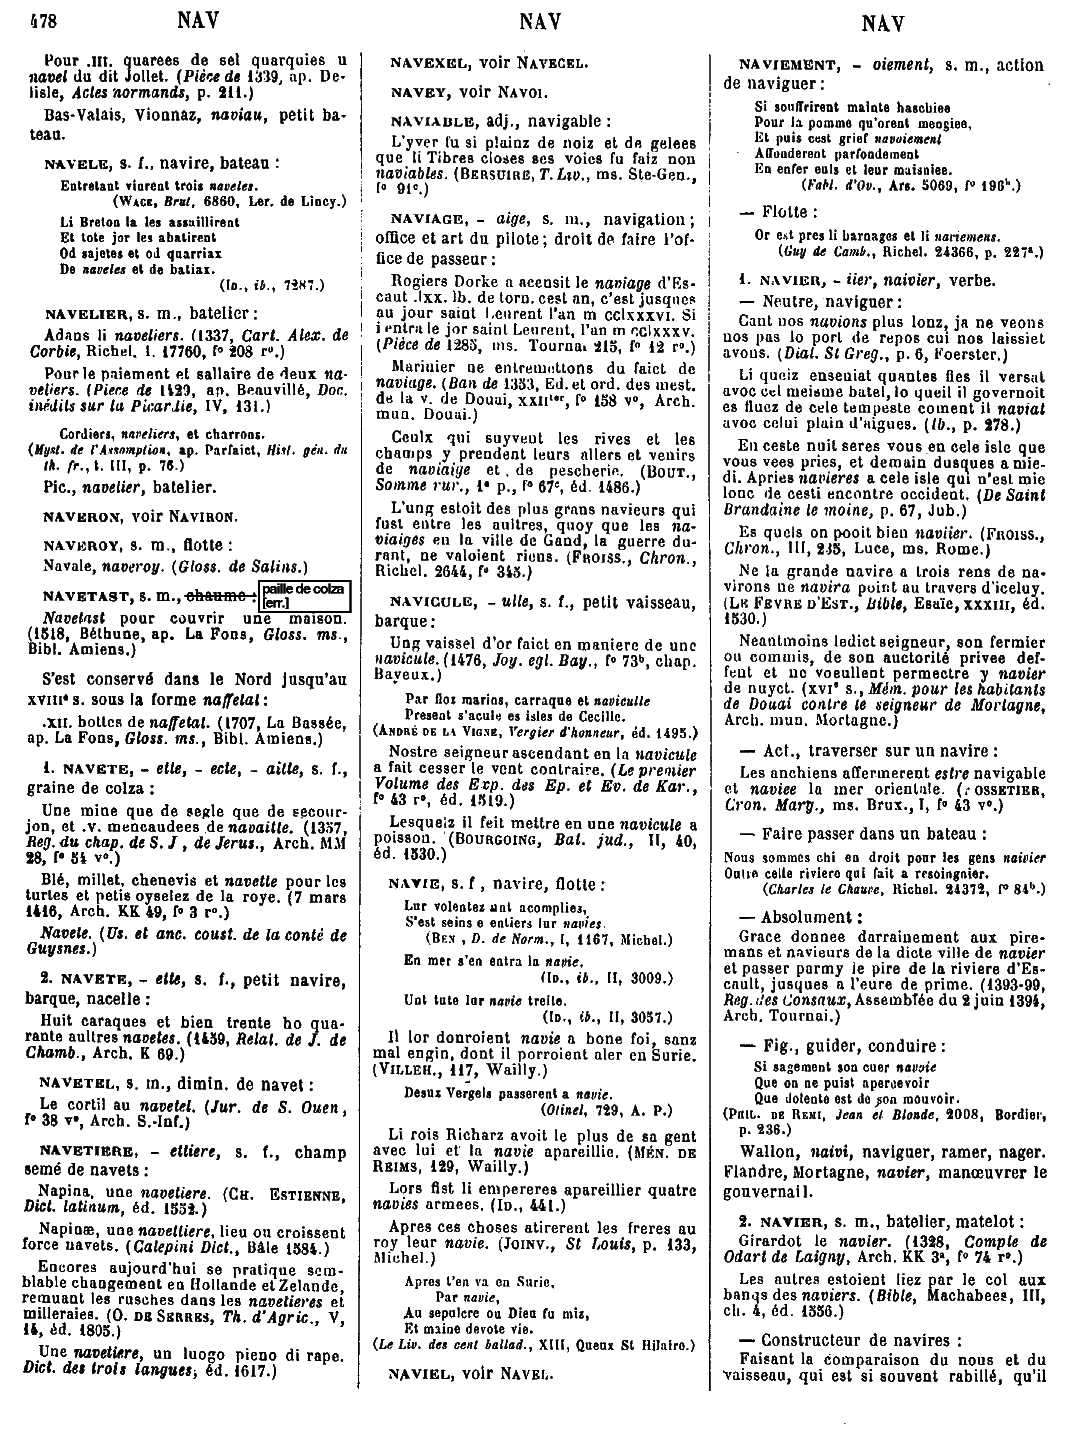 478 NAV NAV NAV
Pour .III. quarees de sel quarquies u
navel du dit Jollet. (Pièce de 1339, ap. De-
lisle, Actes normands, p. 211.)
Bas-Valais, Vionnaz, naviau, petit ba-
teau.
NAVELE, s. f., navire, bateau :
Entretant vinrent trois naveles.
(WACE, Brut, 6860, Ler. de Lincy.)
Li Breton la les assaillirent
Et tote jor les abatirent
Od sajetes et od quarriax
De naveles et de batiax.
(ID., ib., 7287.)
NAVELIER, s. m., batelier :
Adans li naveliers. (1337, Cart. Alex. de
Corbie, Richel. l. 17760, f° 208 r°.)
Pour le paiement et sallaire de deux na-
veliers. (Piece de 1429, ap. Beauvillé, Doc.
inédits sur la Picardie, IV, 131.)
Cordiers, naveliers, et charrons.
(Myst. de l'Assomption, ap. Parfaict, Hist. gén. du
th. fr., t. III, p. 76.)
Pic., navelier, batelier.
NAVERON, voir NAVIRON.
NAVEROY, s. m., flotte :
Navale, naveroy. (Gloss. de Salins.)
NAVETAST, s. m., chaume : paille de colza
[err.]
Navetast pour couvrir une maison.
(1518, Béthune, ap. La Fons, Gloss. ms.,
Bibl. Amiens.)
S'est conservé dans le Nord jusqu'au
XVIIIe s. sous la forme naffetat :
.XII. bottes de naffetat. (1707, La Bassée,
ap. La Fons, Gloss. ms., Bibl. Amiens.)
1. NAVETE, - ette, - ecte, - aitte, s. f.,
graine de colza :
Une mine que de segle que de secour-
jon, et .v. mencaudees de navaitte. (1357,
Reg. du chap. de S. J, de Jerus., Arch. MM
28, f° 54 v°.)
Blé, millet, chenevis et navette pour les
turtes et petis oyselez de la roye. (7 mars
1416, Arch. KK 49, f° 3 r°.)
Navete. (Us. et anc. coust. de la conté de
Guysnes.)
2. NAVETE, - ette, s. f., petit navire,
barque, nacelle :
Huit caraques et bien trente ho qua-
rante aultres navetes. (1459, Relat. de J. de
Chamb., Arch. K 69.)
NAVETEL, s. m., dimin. de navet :
Le cortil au navetel. (Jur. de S. Ouen,
f° 38 v°, Arch. S.-Inf.)
NAVETIERE, - ettiere, s. f., champ
semé de navets :
Napina, une navetiere. (CH. ESTIENNE,
Dict. latinum, éd. 1552.)
Napinæ, une navettiere, lieu ou croissent
force navets. (Calepini Dict., Bâle 1584.)
Encores aujourd'hui se pratique sem-
blable changement en Hollande et Zelande,
remuant les rusches dans les navetieres et
milleraies. (O. DE SERRES, Th. d'Agric., V,
14, éd. 1805.)
Une navetiere, un luogo pieno di rape.
Dict. des trois langues, éd. 1617.)
NAVEXEL, voir NAVECEL.
NAVEY, voir NAVOI.
NAVIABLE, adj., navigable :
L'yver fu si plainz de noiz et de gelees
que li Tibres closes ses voies fu faiz non
naviables. (BERSUIRE, T. Liv., ms. Ste-Gen.,
f° 91c.)
NAVIAGE, - aige, s. m., navigation ;
office et art du pilote ; droit de faire l'of-
fice de passeur :
Rogiers Dorke a acensit le naviage d'Es-
caut .lxx. lb. de torn. cest an, c'est jusques
au jor saint Leurent l'an m cclxxxvi. Si
i entra le jor saint Leurent, l'an m cclxxxv.
(Pièce de 1285, ms. Tournai 215, f° 12 r°.)
Marinier ne entremettons du faict de
naviage. (Ban de 1353, Ed. et ord. des mest.
de la v. de Douai, XXIIter, f° 158 v°, Arch.
mun. Douai.)
Ceulx qui suyvent les rives et les
champs y prendent leurs allers et venirs
de naviaige et de pescherie. (BOUT.,
Somme rur., 1e p., f° 67c, éd. 1486.)
L'ung estoit des plus grans navieurs qui
fust entre les aultres, quoy que les na-
viaiges en la ville de Gand, la guerre du-
rant, ne valoient riens. (FROISS., Chron.,
Richel. 2644, f° 345.)
NAVICULE, - ulle, s. f., petit vaisseau,
barque :
Ung vaissel d'or faict en maniere de une
navicule. (1476, Joy. egl. Bay., f° 73b, chap.
Bayeux.)
Par floz marins, carraque et naviculle
Present s'acule es isles de Cecille.
(ANDRÉ DE LA VIGNE, Vergier d'honneur, éd. 1495.)
Nostre seigneur ascendant en la navicule
a fait cesser le vent contraire. (Le premier
Volume des Exp. des Ep. et Ev. de Kar.,
f° 43 r°, éd. 1519.)
Lesquelz il feit mettre en une navicule a
poisson. (BOURGOING, Bat. jud., II, 40,
éd. 1530.)
NAVIE, s. f, navire, flotte :
Lur volentez unt acomplies,
S'est seins e entiers lur navies.
(BEN, D. de Norm., I, 1167, Michel.)
En mer s'en entra la navie.
(ID., ib., II, 3009.)
Unt tute lur navie treite.
(ID., ib., II, 3057.)
Il lor donroient navie a bone foi, sanz
mal engin, dont il porroient aler en Surie.
(VILLEH., 117, Wailly.)
Desux Vergels passerent a navie.
(Otinel, 729, A. P.)
Li rois Richarz avoit le plus de sa gent
avec lui et la navie apareillie. (MÉN. DE
REIMS, 129, Wailly.)
Lors fist li empereres apareillier quatre
navies armees. (ID., 441.)
Apres ces choses atirerent les freres au
roy leur navie. (JOINV., St Louis, p. 133,
Michel.)
Apres l'en va en Surie,
Par navie,
Au sepulcre ou Dieu fu mis,
Et maine devote vie.
(Le Liv. des cent ballad., XIII, Queux St Hilaire.)
NAVIEL, voir NAVEL.
NAVIEMENT, - oiement, s. m., action
de naviguer :
Si souffrirent mainte haschiee
Pour la pomme qu'orent mengiee,
Et puis cest grief navoiement
Affonderent parfondement
En enfer euls et leur maisniee.
(Fabl. d'Ov., Ars. 5069, f° 196b.)
— Flotte :
Or est pres li barnages et li naviemens.
(Guy de Camb., Richel. 24366, p. 227a.)
1. NAVIER, - iier, naivier, verbe.
— Neutre, naviguer :
Cant nos navions plus lonz, ja ne veons
nos pas lo port de repos cui nos laissiet
avons. (Dial. St Greg., p. 6, Foerster.)
Li queiz enseuiat quantes fies il versat
avoc cel meisme batel, lo queil il governoit
es fluez de cele tempeste coment il naviat
avoc celui plain d'aigues. (Ib., p. 278.)
En ceste nuit seres vous en cele isle que
vous vees pries, et demain dusques a mie-
di. Apries navieres a cele isle qui n'est mie
lonc de cesti encontre occident. (De Saint
Brandaine le moine, p. 67, Jub.)
Es quels on pooit bien naviier. (FROISS.,
Chron., III, 235, Luce, ms. Rome.)
Ne la grande navire a trois rens de na-
virons ne navira point au travers d'iceluy.
(LE FEVRE D'EST., Bible, Esaïe, XXXIII, éd.
1530.)
Neantmoins ledict seigneur, son fermier
ou commis, de son auctorité privee def-
fent et ne voeullent permectre y navier
de nuyct. (XVIe s., Mém. pour les habitants
de Douai contre le seigneur de Mortagne,
Arch. mun. Mortagne.)
— Act., traverser sur un navire :
Les anchiens affermerent estre navigable
et naviee la mer orientale. (FOSSETIER,
Cron. Marg., ms. Brux., I, f° 43 v°.)
— Faire passer dans un bateau :
Nous sommes chi en droit pour les gens naivier
Oultre celle riviere qui fait a resoingnier.
(Charles le Chauve, Richel. 24372, f° 84b.)
— Absolument :
Grace donnee darrainement aux pire-
mans et navieurs de la dicte ville de navier
et passer parmy le pire de la riviere d'Es-
cault, jusques a l'eure de prime. (1393-99,
Reg. des Consaux, Assemblée du 2 juin 1394,
Arch. Tournai.)
— Fig., guider, conduire :
Si sagement son cuer navoie
Que on ne puist apercevoir
Que dotente est de son mouvoir.
(PHIL. DE REMI, Jean et Blonde, 2008, Bordier,
p. 236.)
Wallon, naivi, naviguer, ramer, nager.
Flandre, Mortagne, navier, manœuvrer le
gouvernail.
2. NAVIER, s. m., batelier, matelot :
Girardot le navier. (1328, Compte de
Odart de Laigny, Arch. KK 3a, f° 74 r°.)
Les autres estoient liez par le col aux
bancs des naviers. (Bible, Machabees, III,
ch. 4, éd. 1556.)
— Constructeur de navires :
Faisant la comparaison du nous et du
vaisseau, qui est si souvent rabillé, qu'il